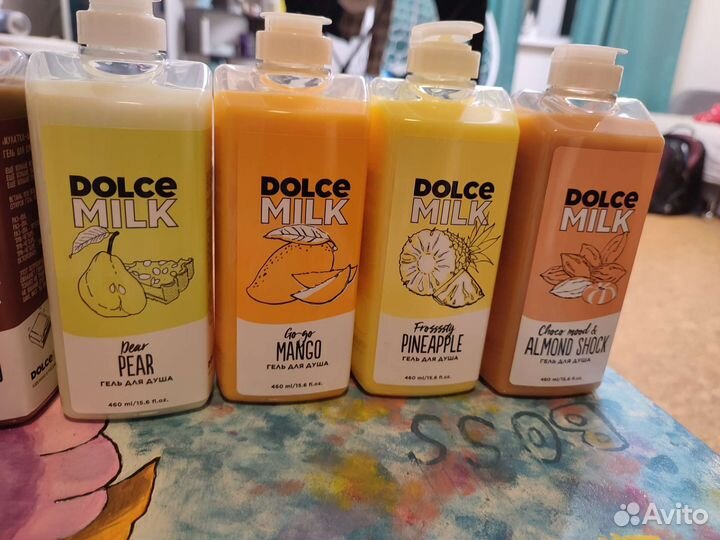 DOLCE
MILK
Dear
PEAR
ГЕЛЬ ДЛЯ ДУША
460 ml/15.6 fl.oz.
DOLCE
MILK
Go-go
MANGO
ГЕЛЬ ДЛЯ ДУША
460 ml/15.6 fl.oz.
DOLCE
MILK
Frosssty
PINEAPPLE
ГЕЛЬ ДЛЯ ДУША
460 ml/15.6 fl.oz.
DOLCE
MILK
Choco mood &
ALMOND SHOCK
ГЕЛЬ ДЛЯ ДУША
460 ml/15.6 fl.oz.
DOLCE
BOSS
Avito